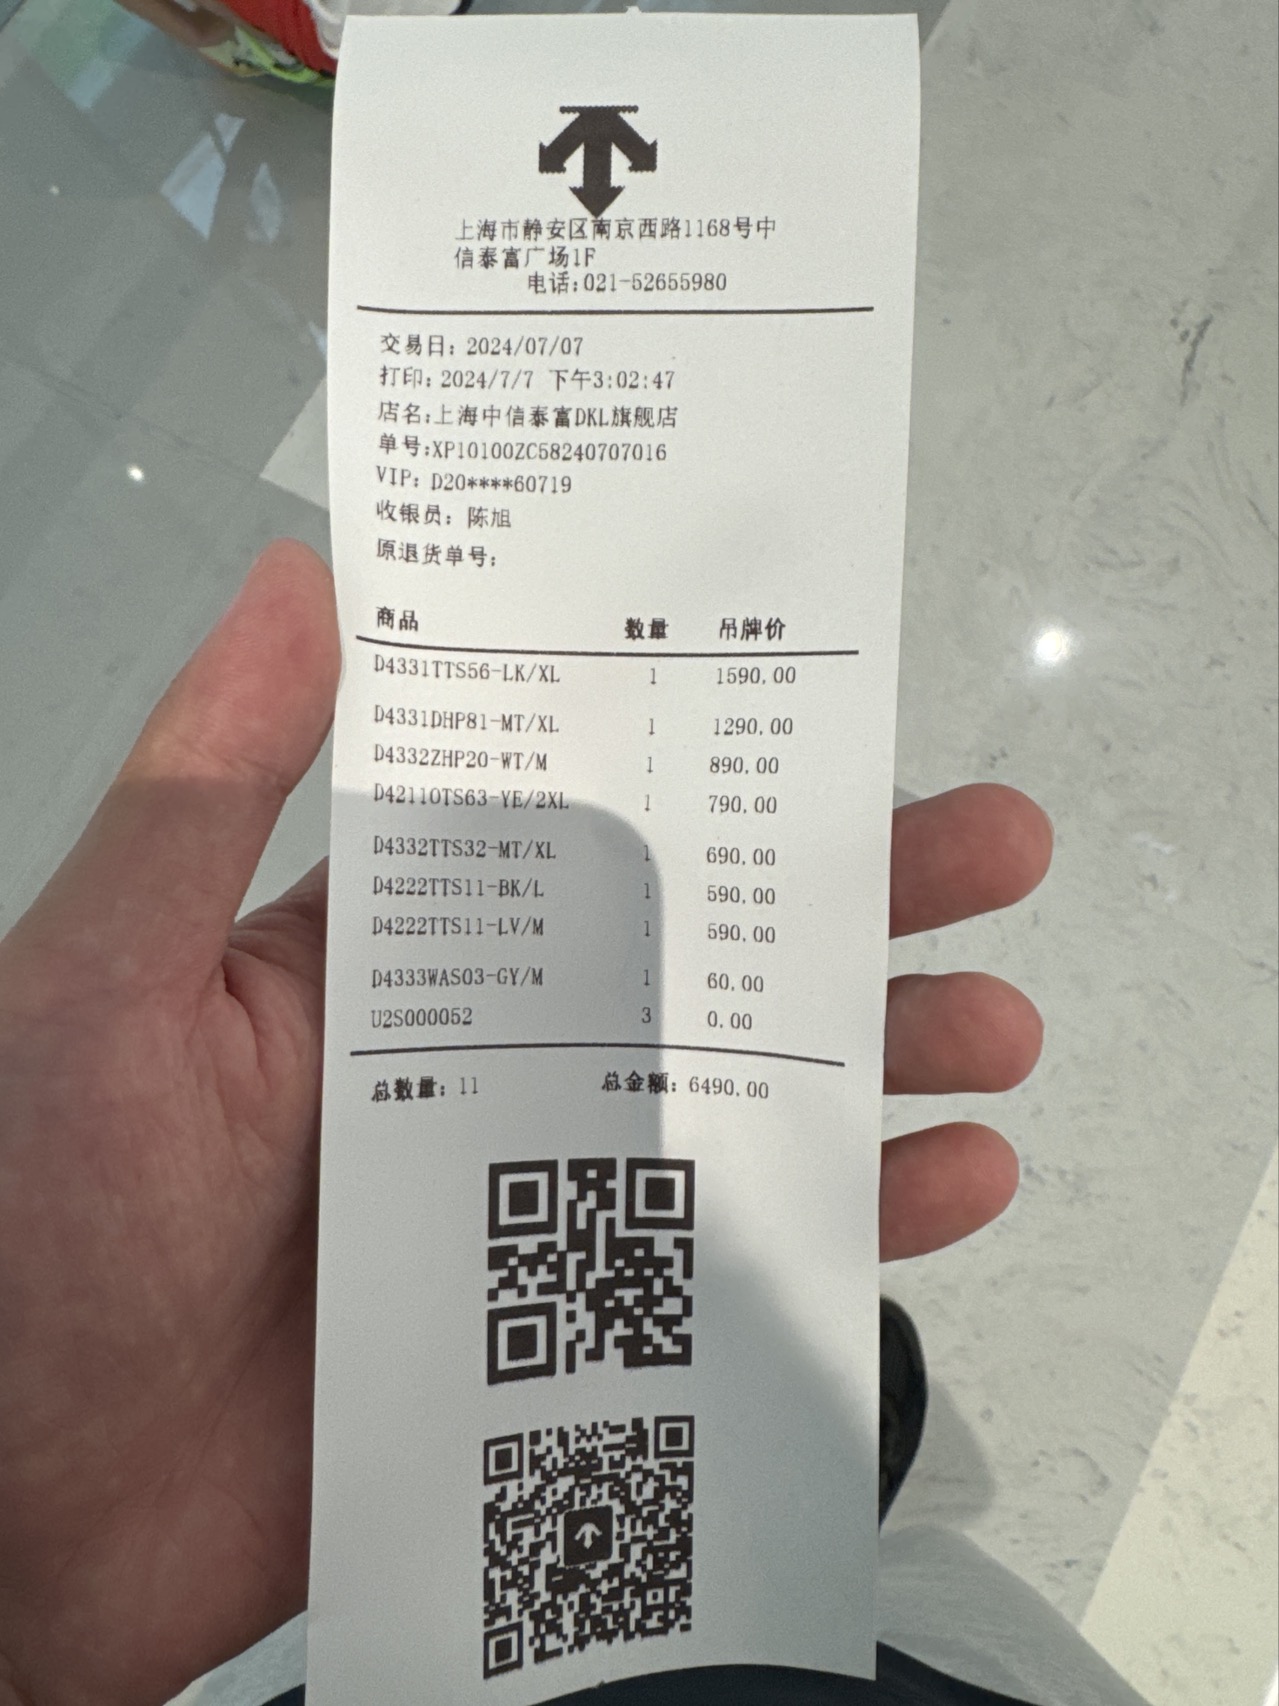 上海市静安区南京西路1168号中
信泰富广场1F
电话:021-52655980
交易日: 2024/07/07
打印: 2024/7/7 下午3:02:47
店名:上海中信泰富DKL旗舰店
单号:XP10100ZC58240707016
VIP: D20****60719
收银员: 陈旭
原退货单号:
商品 数量 吊牌价
D4331TTS56-LK/XL 1 1590.00
D4331DHP81-MT/XL 1 1290.00
D4332ZHP20-WT/M 1 890.00
D4211OTS63-YE/2XL 1 790.00
D4332TTS32-MT/XL 1 690.00
D4222TTS11-BK/L 1 590.00
D4222TTS11-LV/M 1 590.00
D4333WAS03-GY/M 1 60.00
U2S000052 3 0.00
总数量: 11 总金额: 6490.00